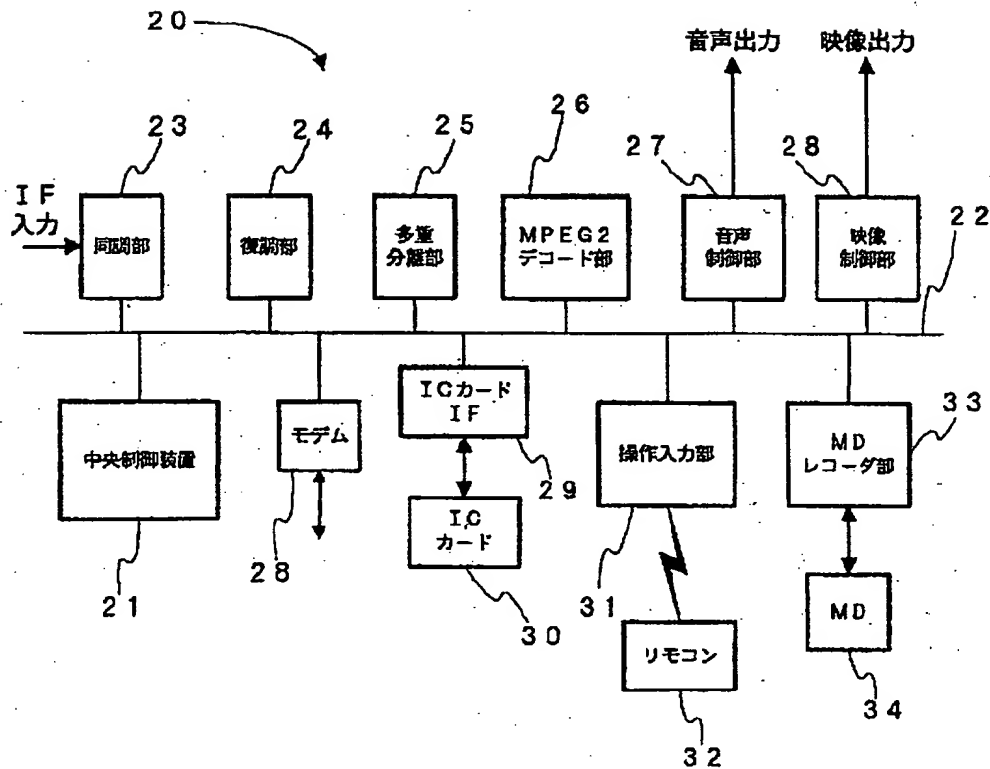 ２０
音声出力
映像出力
２３
２４
２５
２６
２７
２８
２２
ＩＦ
入力
同調部
復調部
多重
分離部
ＭＰＥＧ２
デコード部
音声
制御部
映像
制御部
中央制御装置
２１
モデム
２８
ＩＣカード
ＩＦ
２９
ＩＣ
カード
３０
操作入力部
３１
リモコン
３２
ＭＤ
レコーダ部
３３
ＭＤ
３４